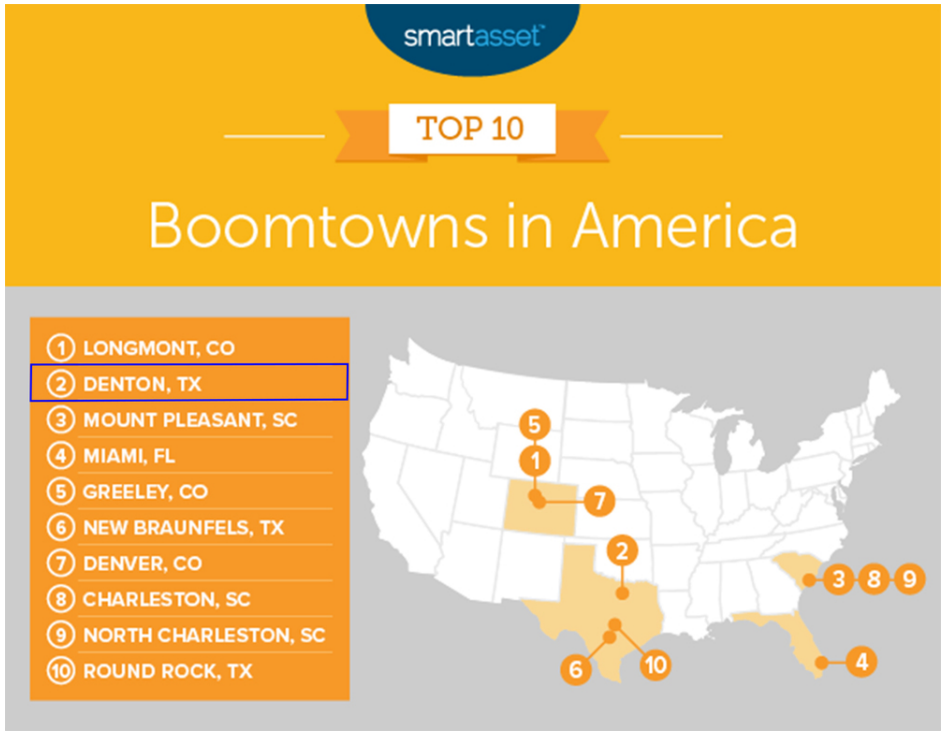 smartasset™
TOP 10
Boomtowns in America
1 LONGMONT, CO
2 DENTON, TX
3 MOUNT PLEASANT, SC
4 MIAMI, FL
5 GREELEY, CO
6 NEW BRAUNFELS, TX
7 DENVER, CO
8 CHARLESTON, SC
9 NORTH CHARLESTON, SC
10 ROUND ROCK, TX
5
1
7
2
3 8 9
6
10
4